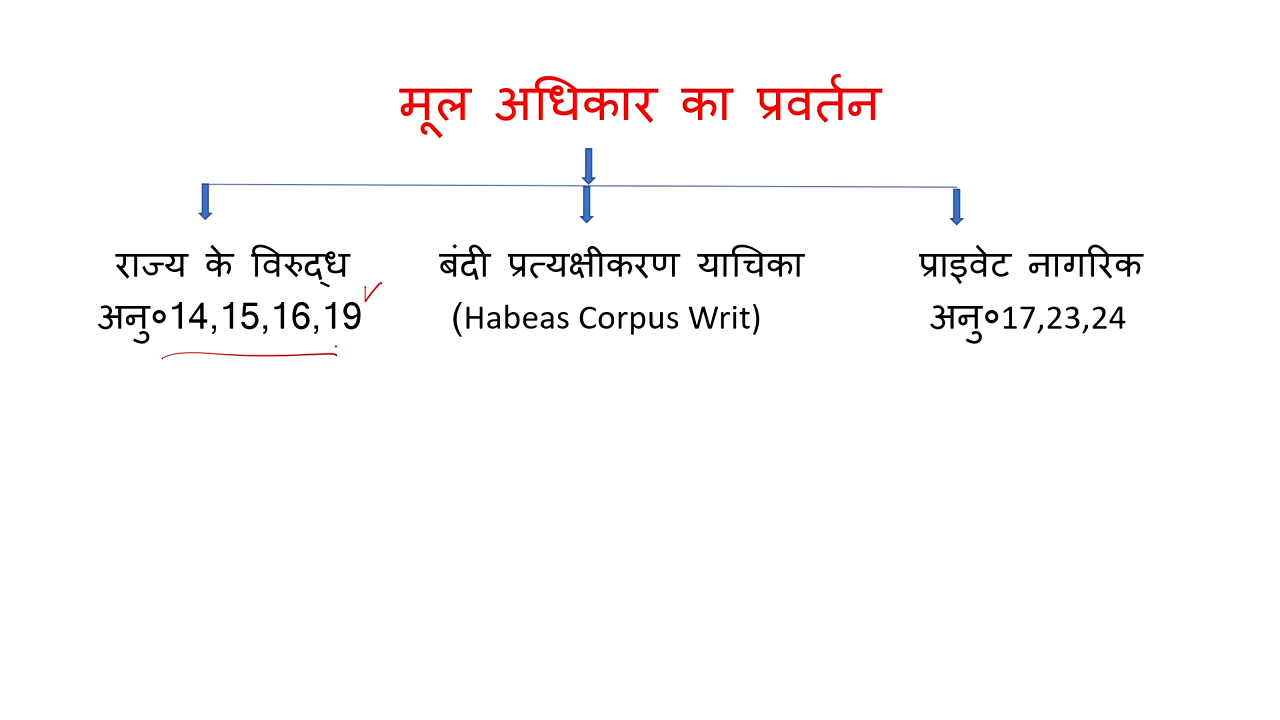 मूल अधिकार का प्रवर्तन
राज्य के विरुद्ध
अनु०14,15,16,19
बंदी प्रत्यक्षीकरण याचिका
(Habeas Corpus Writ)
प्राइवेट नागरिक
अनु०17,23,24